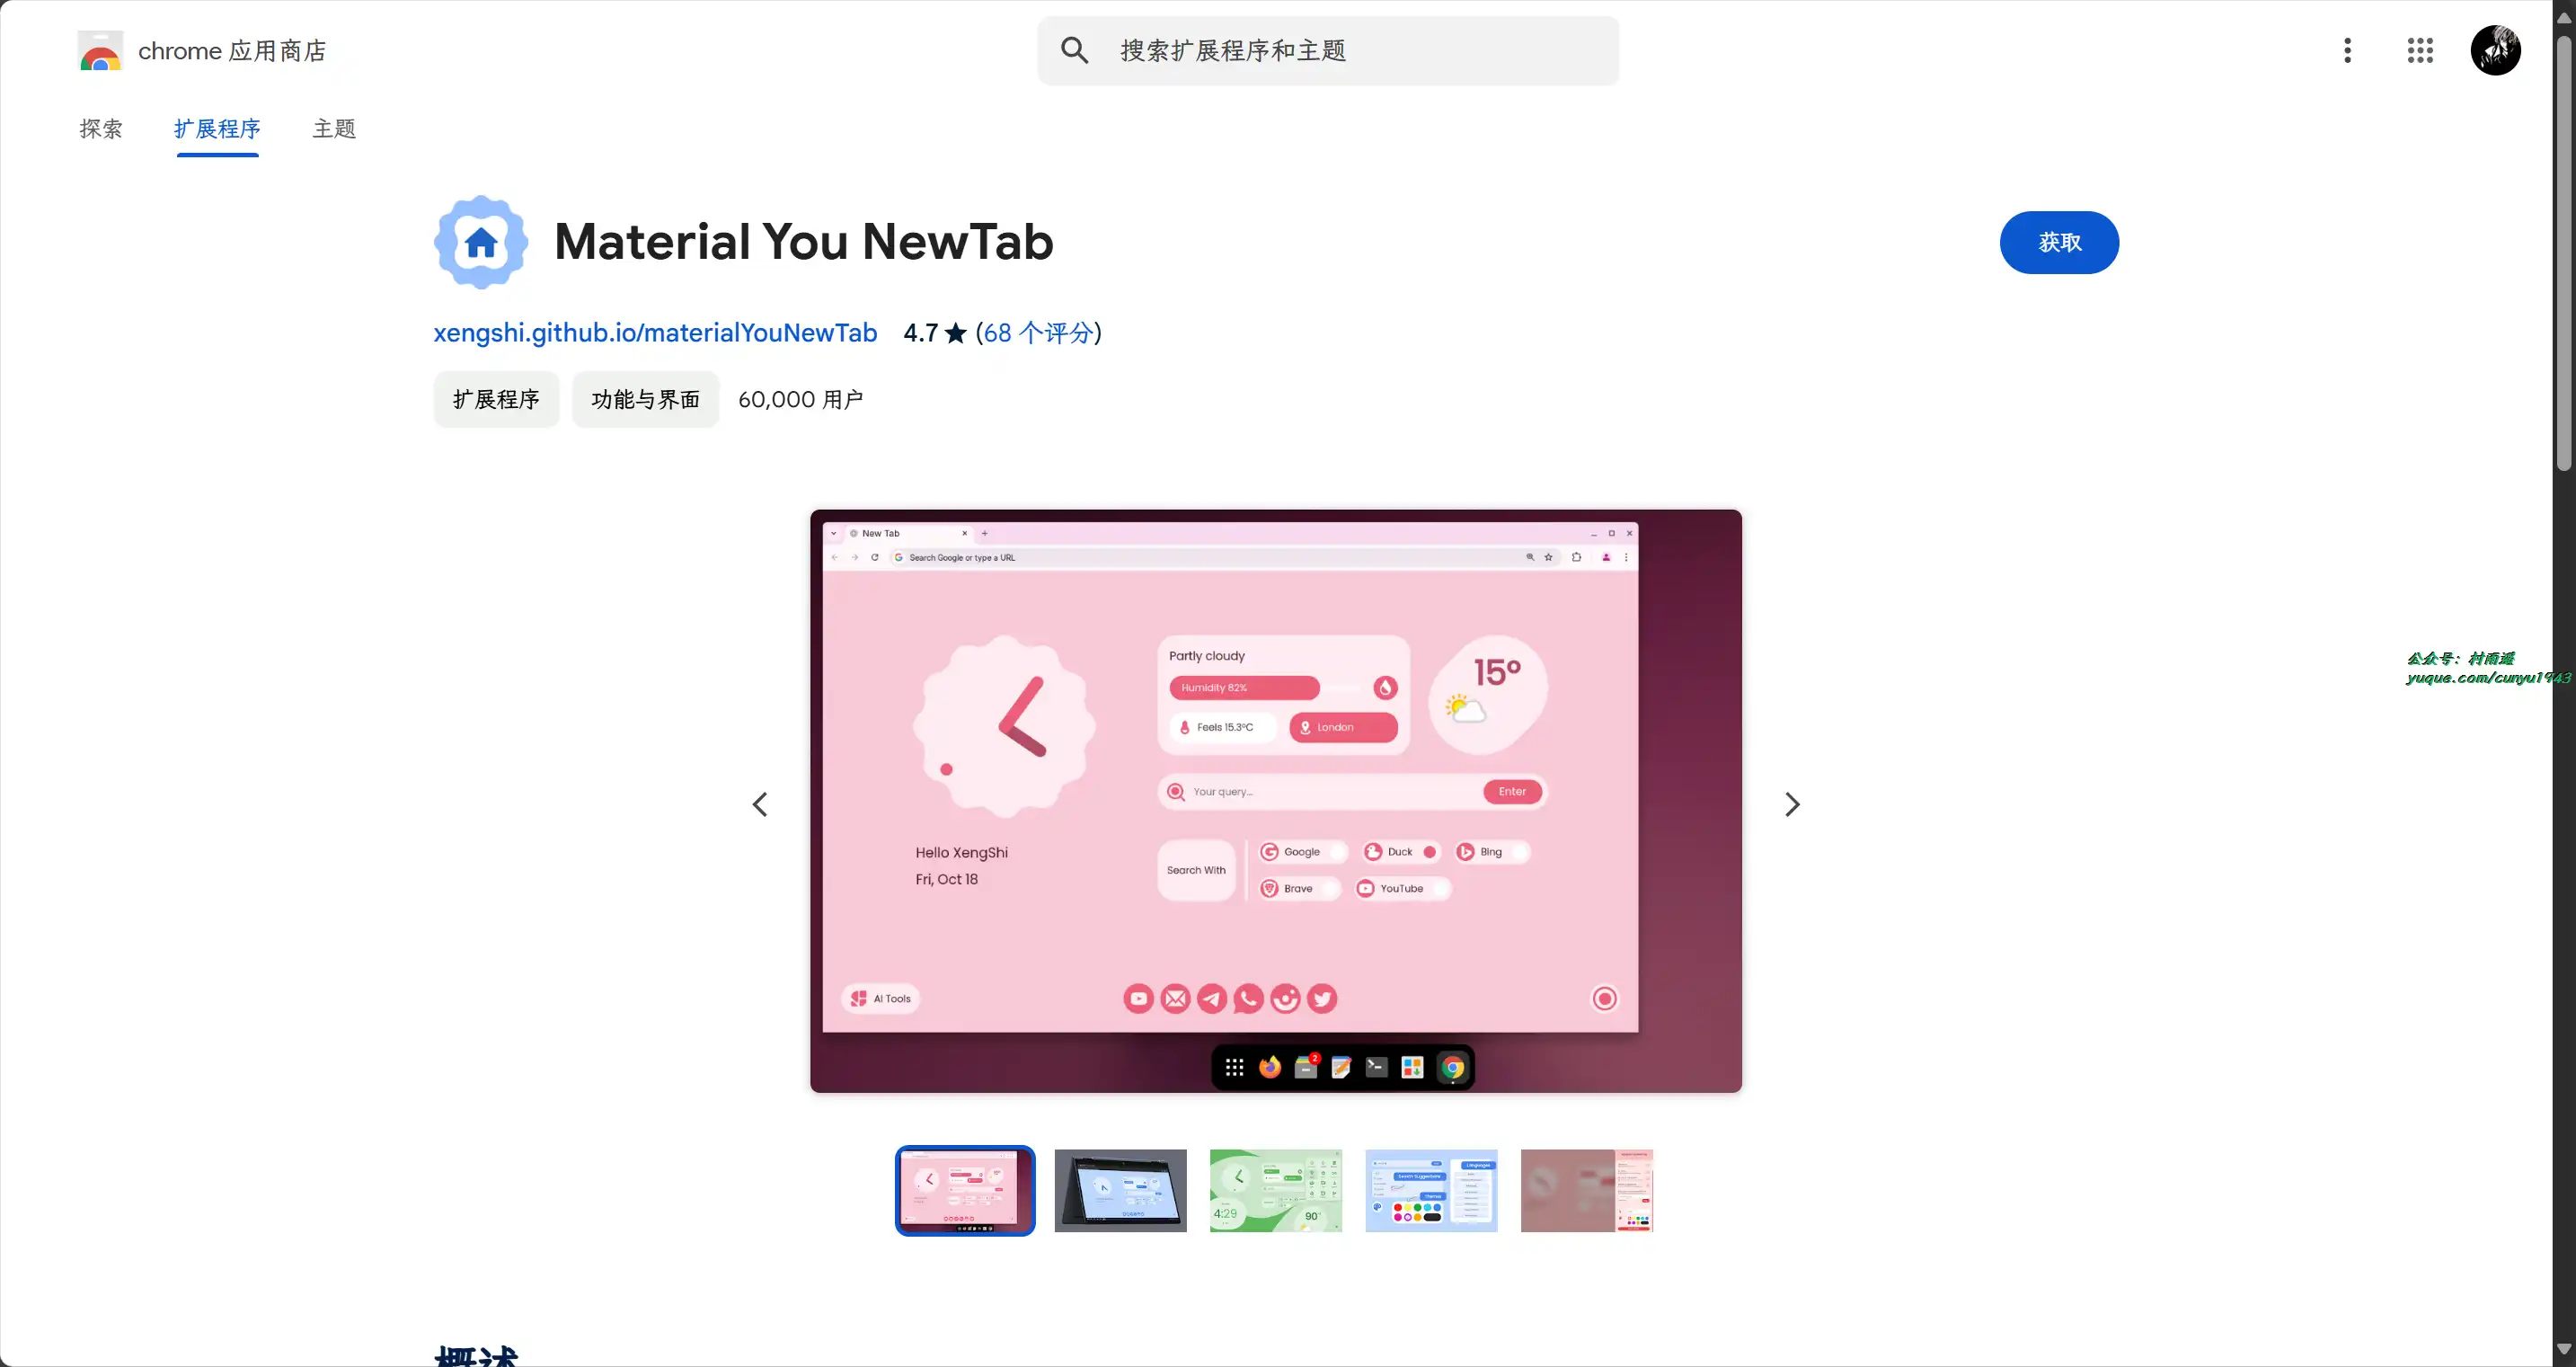 chrome 应用商店
搜索扩展程序和主题
探索
扩展程序
主题
Material You NewTab
获取
xengshi.github.io/materialYouNewTab
4.7 ★ (68 个评分)
扩展程序
功能与界面
60,000 用户
New Tab
Search Google or type a URL
Partly cloudy
Humidity 82%
Feels 15.3°C
London
15°
Your query...
Enter
Hello XengShi
Fri, Oct 18
Search With
Google
Duck
Bing
Brave
YouTube
AI Tools
2
公众号：村雨遥
yuque.com/cunyu1943
Search Suggestions
Languages
Themes
4:29
90°
概述